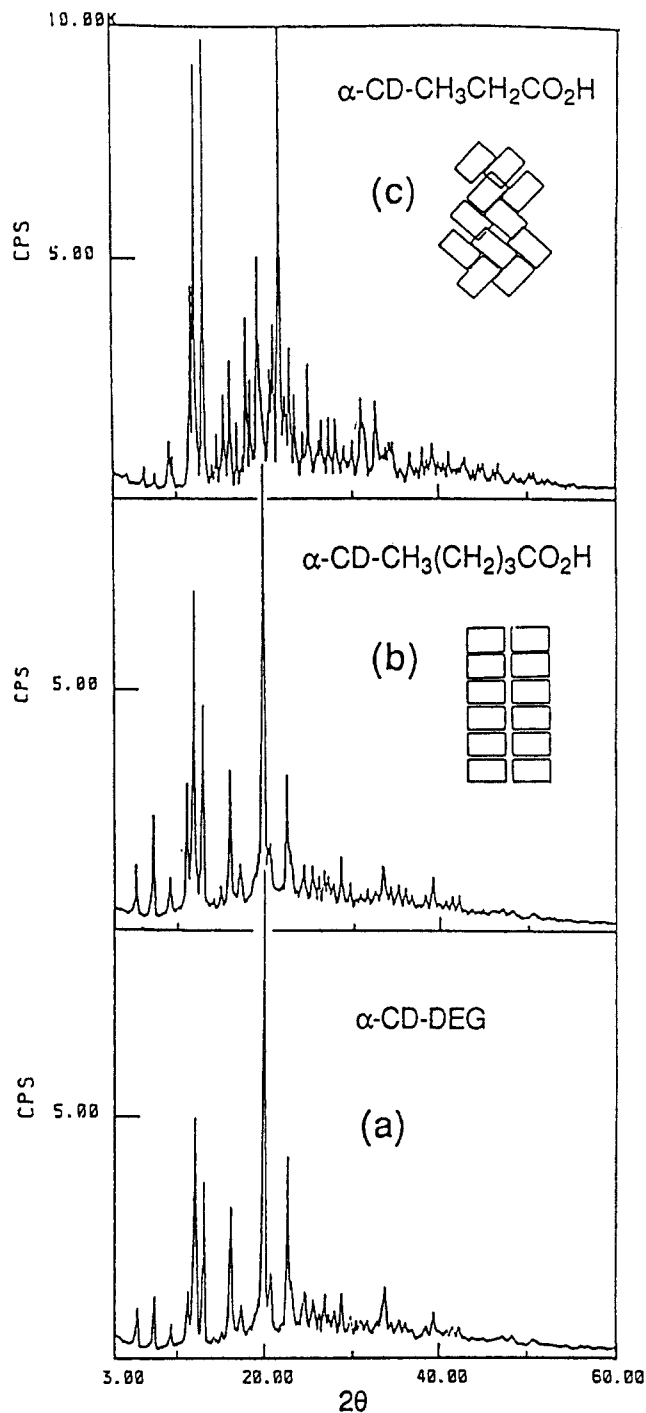 10.00K
α-CD-CH₃CH₂CO₂H
(c)
CPS
5.00
α-CD-CH₃(CH₂)₃CO₂H
(b)
CPS
5.00
α-CD-DEG
(a)
CPS
5.00
5.00 20.00 40.00 60.00
2θ